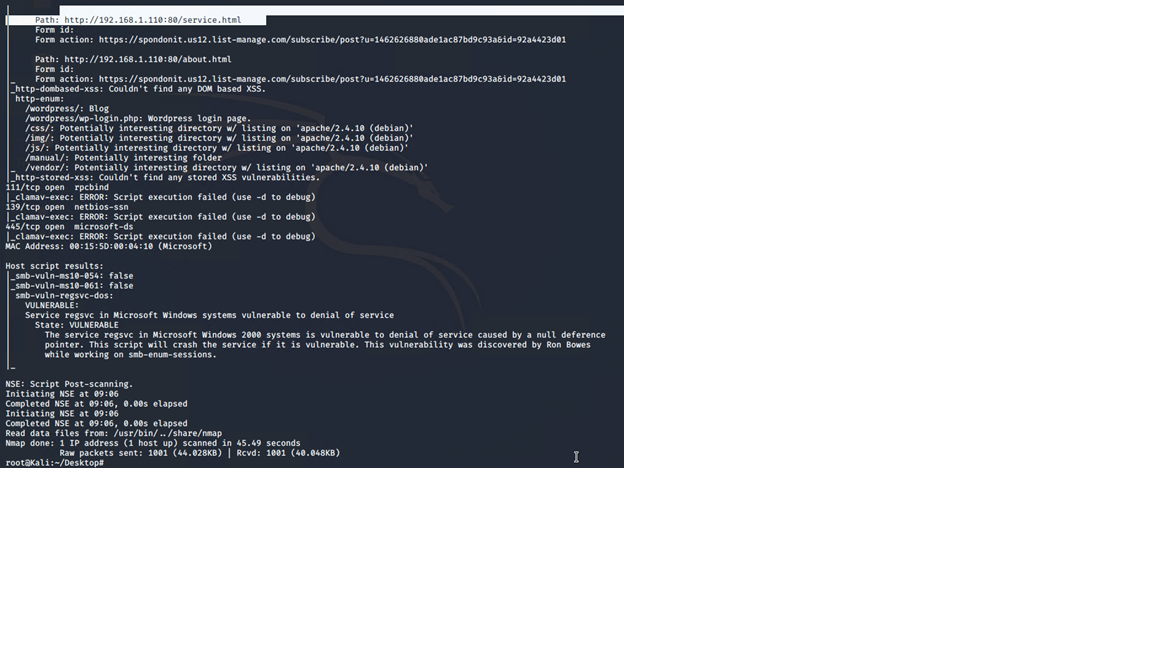 Path: http://192.168.1.110:80/service.html
Form id:
Form action: https://spondonit.us12.list-manage.com/subscribe/post?u=1462626880ade1ac87bd9c93a&id=92a4423d01
Path: http://192.168.1.110:80/about.html
Form id:
|_ Form action: https://spondonit.us12.list-manage.com/subscribe/post?u=1462626880ade1ac87bd9c93a&id=92a4423d01
|_http-dombased-xss: Couldn't find any DOM based XSS.
| http-enum:
| /wordpress/: Blog
| /wordpress/wp-login.php: Wordpress login page.
| /css/: Potentially interesting directory w/ listing on 'apache/2.4.10 (debian)'
| /img/: Potentially interesting directory w/ listing on 'apache/2.4.10 (debian)'
| /js/: Potentially interesting directory w/ listing on 'apache/2.4.10 (debian)'
| /manual/: Potentially interesting folder
|_ /vendor/: Potentially interesting directory w/ listing on 'apache/2.4.10 (debian)'
|_http-stored-xss: Couldn't find any stored XSS vulnerabilities.
111/tcp open rpcbind
|_clamav-exec: ERROR: Script execution failed (use -d to debug)
139/tcp open netbios-ssn
|_clamav-exec: ERROR: Script execution failed (use -d to debug)
445/tcp open microsoft-ds
|_clamav-exec: ERROR: Script execution failed (use -d to debug)
MAC Address: 00:15:5D:00:04:10 (Microsoft)
Host script results:
|_smb-vuln-ms10-054: false
|_smb-vuln-ms10-061: false
| smb-vuln-regsvc-dos:
| VULNERABLE:
| Service regsvc in Microsoft Windows systems vulnerable to denial of service
| State: VULNERABLE
| The service regsvc in Microsoft Windows 2000 systems is vulnerable to denial of service caused by a null deference
| pointer. This script will crash the service if it is vulnerable. This vulnerability was discovered by Ron Bowes
| while working on smb-enum-sessions.
|_
NSE: Script Post-scanning.
Initiating NSE at 09:06
Completed NSE at 09:06, 0.00s elapsed
Initiating NSE at 09:06
Completed NSE at 09:06, 0.00s elapsed
Read data files from: /usr/bin/../share/nmap
Nmap done: 1 IP address (1 host up) scanned in 45.49 seconds
Raw packets sent: 1001 (44.028KB) | Rcvd: 1001 (40.048KB)
root@Kali:~/Desktop#